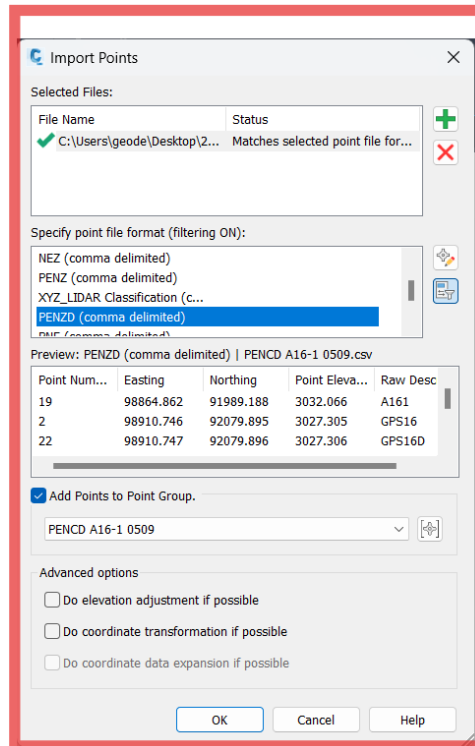 Import Points
Selected Files:
File Name Status
C:\Users\geode\Desktop\2... Matches selected point file for...
Specify point file format (filtering ON):
NEZ (comma delimited)
PENZ (comma delimited)
XYZ_LIDAR Classification (c...
PENZD (comma delimited)
PNE (comma delimited)
Preview: PENZD (comma delimited) | PENCD A16-1 0509.csv
Point Num... Easting Northing Point Eleva... Raw Desc
19 98864.862 91989.188 3032.066 A161
2 98910.746 92079.895 3027.305 GPS16
22 98910.747 92079.896 3027.306 GPS16D
Add Points to Point Group.
PENCD A16-1 0509
Advanced options
Do elevation adjustment if possible
Do coordinate transformation if possible
Do coordinate data expansion if possible
OK Cancel Help